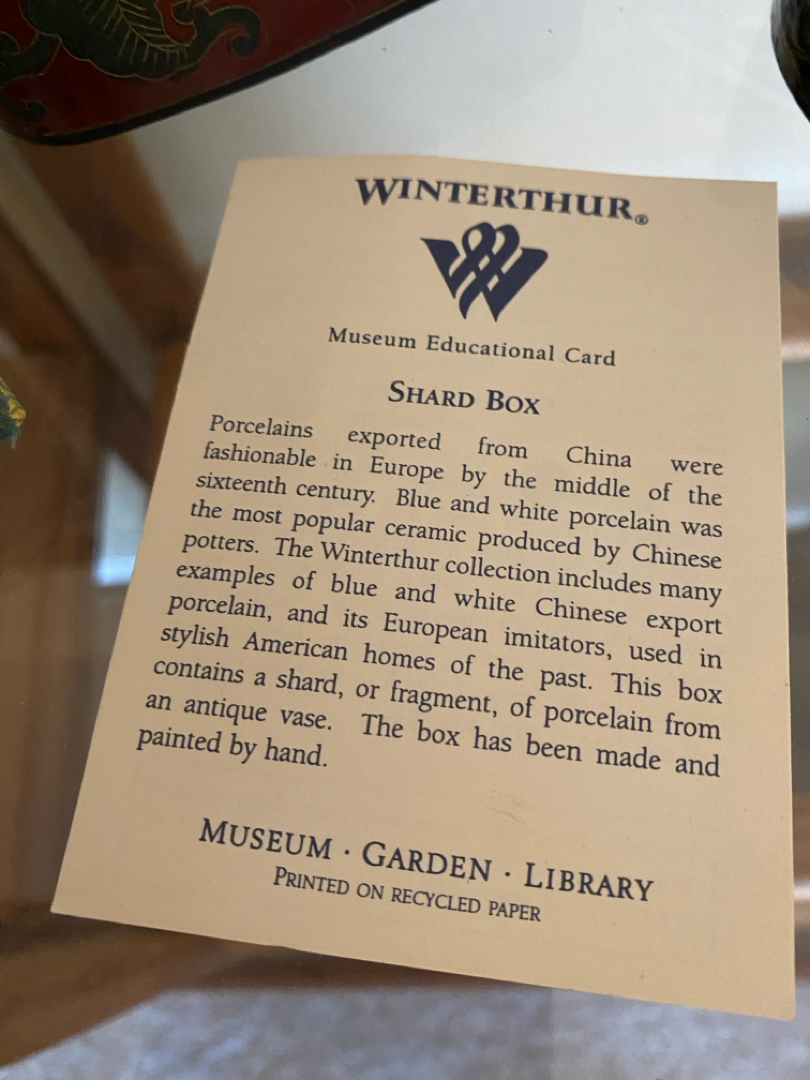 WINTERTHUR®
Museum Educational Card
SHARD BOX
Porcelains exported from China were
fashionable in Europe by the middle of the
sixteenth century. Blue and white porcelain was
the most popular ceramic produced by Chinese
potters. The Winterthur collection includes many
examples of blue and white Chinese export
porcelain, and its European imitators, used in
stylish American homes of the past. This box
contains a shard, or fragment, of porcelain from
an antique vase. The box has been made and
painted by hand.
MUSEUM · GARDEN · LIBRARY
PRINTED ON RECYCLED PAPER